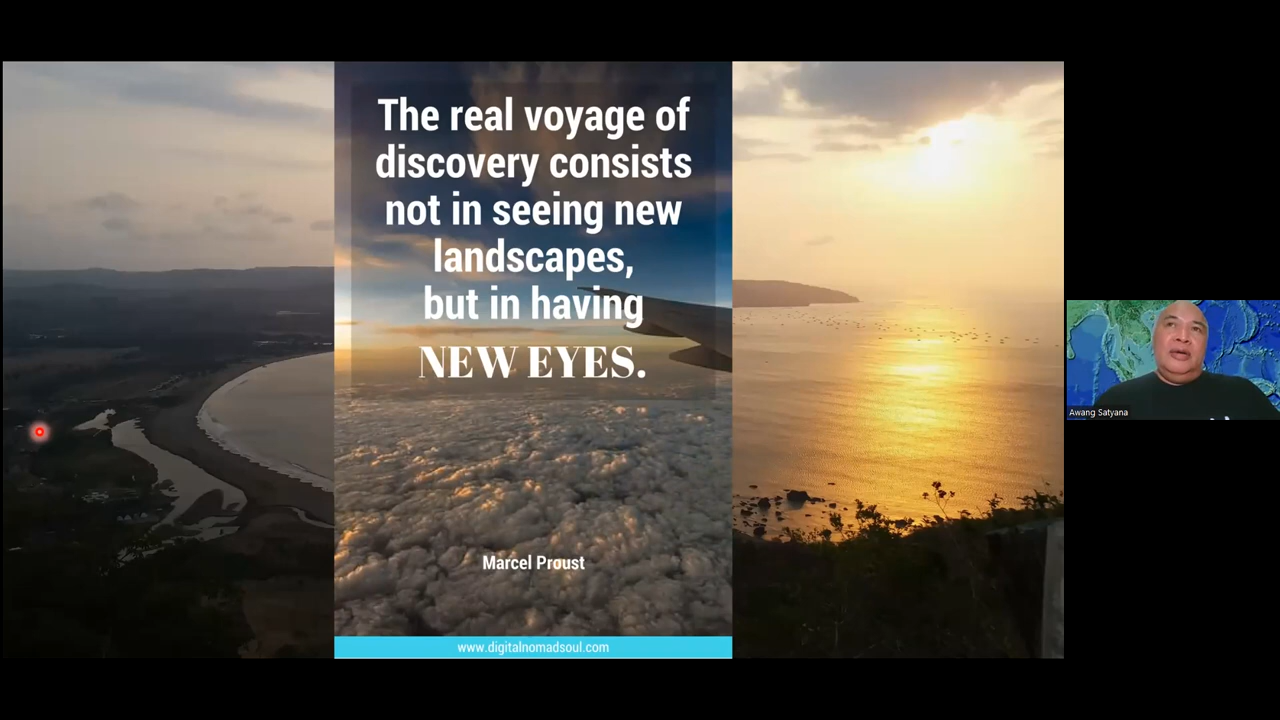 The real voyage of
discovery consists
not in seeing new
landscapes,
but in having
NEW EYES.
Marcel Proust
www.digitalnomadsoul.com
Awang Satyana